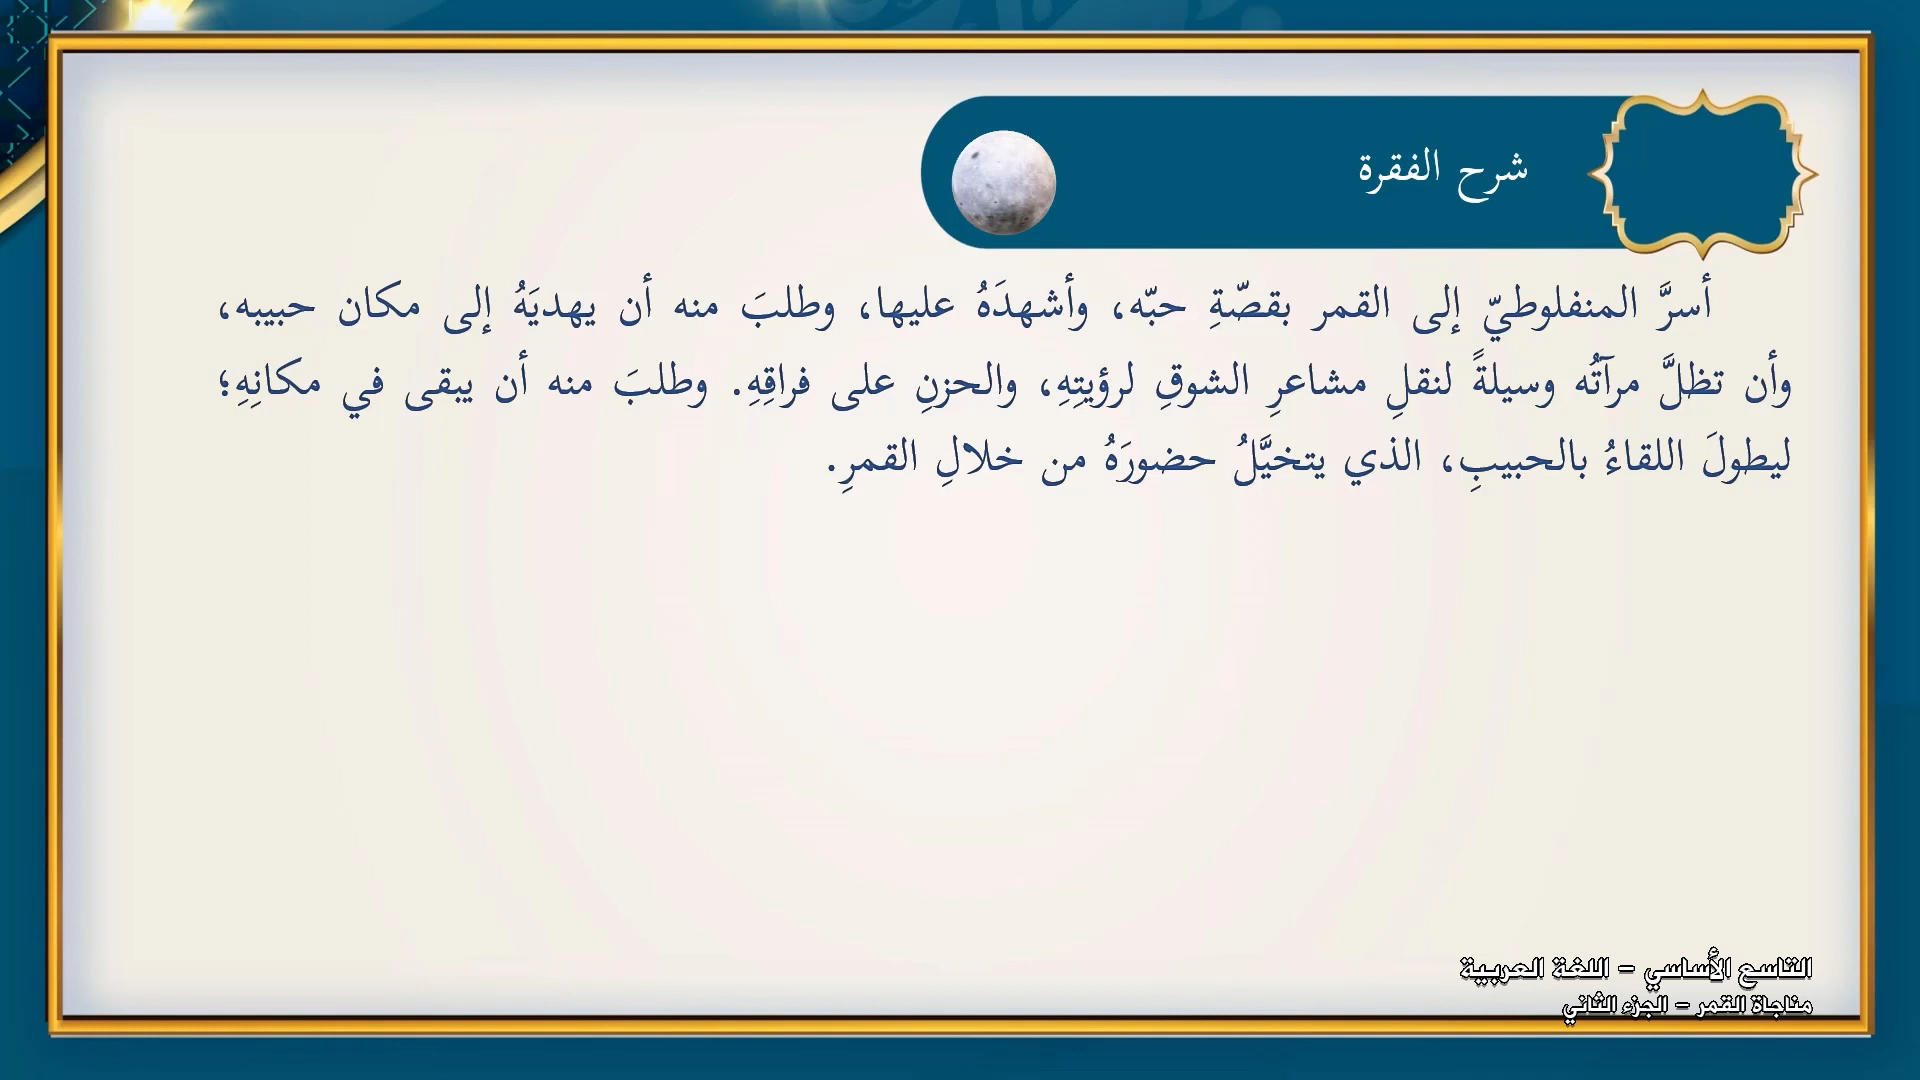 شرح الفقرة
أسرَّ المنفلوطيّ إلى القمر بقصّةِ حبّه، وأشهدَهُ عليها، وطلبَ منه أن يهديَهُ إلى مكان حبيبه،
وأن تظلَّ مرآتُه وسيلةً لنقلِ مشاعرِ الشوقِ لرؤيتِهِ، والحزنِ على فراقِهِ. وطلبَ منه أن يبقى في مكانِهِ؛
ليطولَ اللقاءُ بالحبيبِ، الذي يتخيَّلُ حضورَهُ من خلالِ القمرِ.
التاسع الأساسي – اللغة العربية
مناجاة القمر – الجزء الثاني